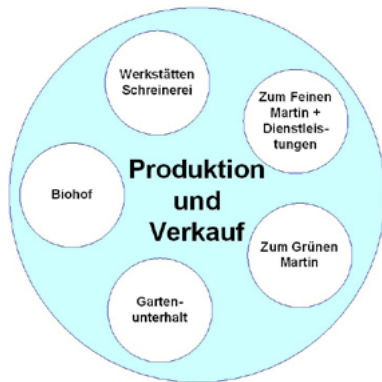 Werkstätten
Schreinerei
Zum Feinen
Martin +
Dienstleis-
tungen
Produktion
und
Verkauf
Biohof
Zum Grünen
Martin
Garten-
unterhalt